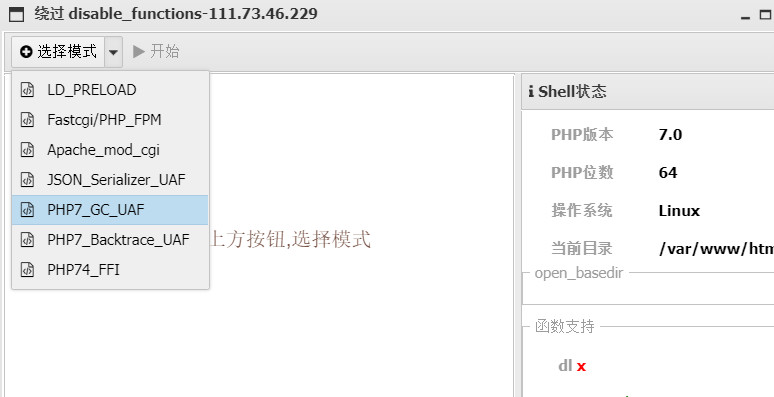 绕过 disable_functions-111.73.46.229
选择模式 开始
LD_PRELOAD
Fastcgi/PHP_FPM
Apache_mod_cgi
JSON_Serializer_UAF
PHP7_GC_UAF
PHP7_Backtrace_UAF
PHP74_FFI
上方按钮,选择模式
Shell状态
PHP版本 7.0
PHP位数 64
操作系统 Linux
当前目录 /var/www/htm
open_basedir
函数支持
dl x